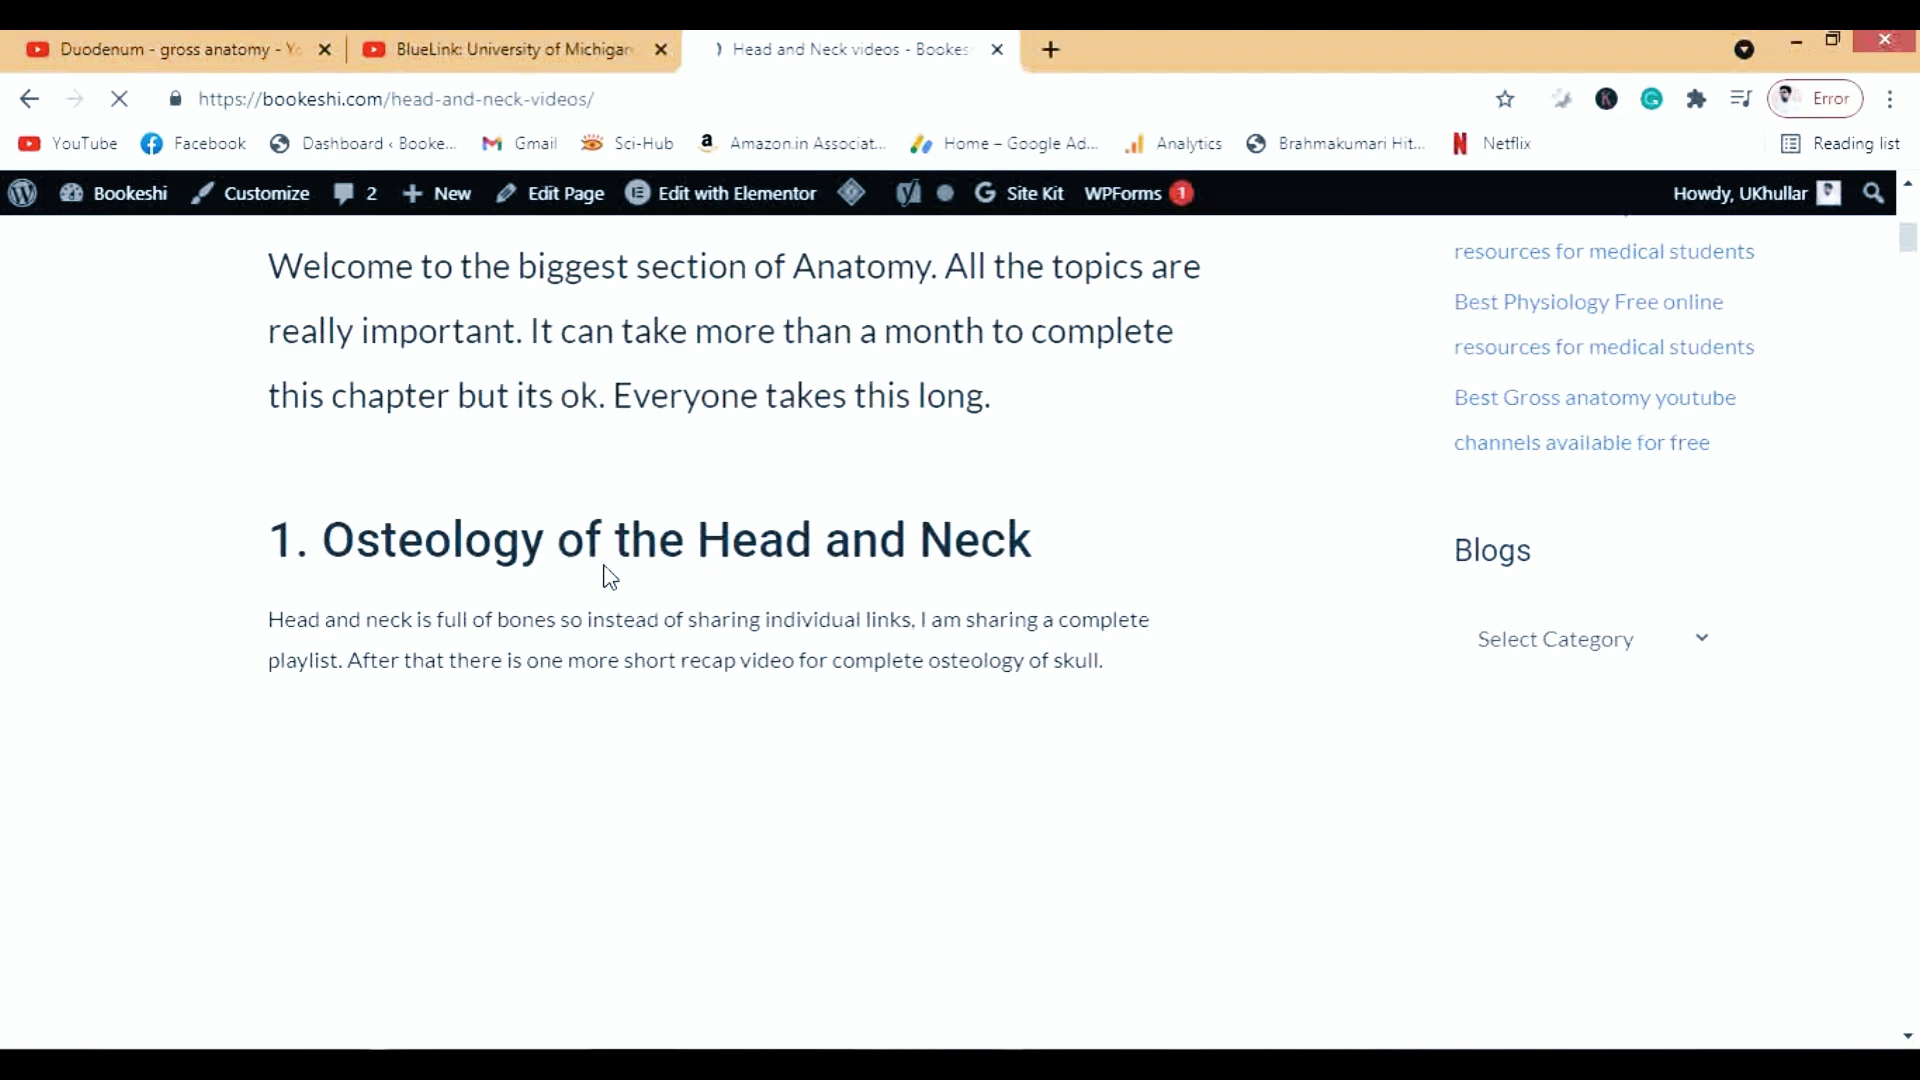 Duodenum - gross anatomy - Yo
BlueLink: University of Michigan
Head and Neck videos - Bookes
https://bookeshi.com/head-and-neck-videos/
Error
YouTube
Facebook
Dashboard ‹ Booke...
Gmail
Sci-Hub
Amazon.in Associat...
Home – Google Ad...
Analytics
Brahmakumari Hit...
Netflix
Reading list
Bookeshi
Customize
2
New
Edit Page
Edit with Elementor
Site Kit
WPForms 1
Howdy, UKhullar
Welcome to the biggest section of Anatomy. All the topics are
really important. It can take more than a month to complete
this chapter but its ok. Everyone takes this long.
1. Osteology of the Head and Neck
Head and neck is full of bones so instead of sharing individual links, I am sharing a complete
playlist. After that there is one more short recap video for complete osteology of skull.
resources for medical students
Best Physiology Free online
resources for medical students
Best Gross anatomy youtube
channels available for free
Blogs
Select Category